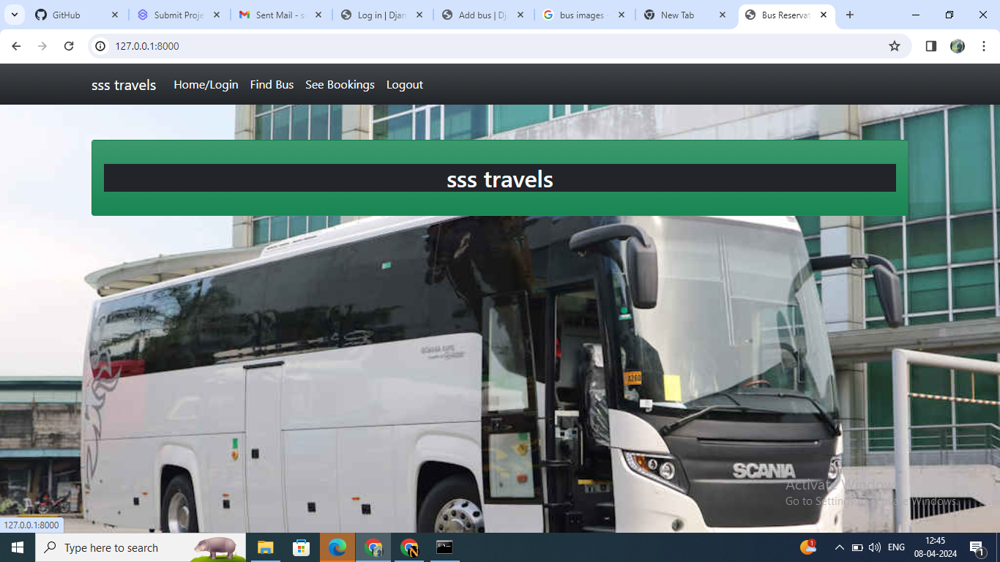 GitHub
Submit Proje
Sent Mail - s
Log in | Djan
Add bus | Dj
bus images
New Tab
Bus Reservat
127.0.0.1:8000
sss travels
Home/Login
Find Bus
See Bookings
Logout
sss travels
A260
SCANIA
Activate Windows
Go to Settings to activate Windows.
127.0.0.1:8000
Type here to search
1
ENG
12:45
08-04-2024
1